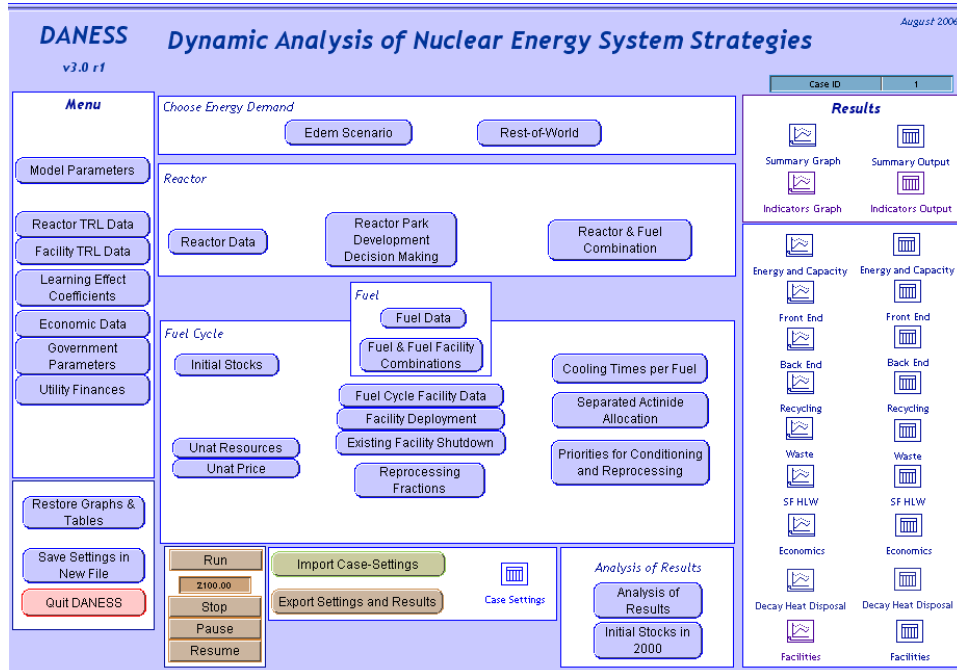 August 2006
DANESS
Dynamic Analysis of Nuclear Energy System Strategies
v3.0 r1
Case ID
1
Menu
Model Parameters
Reactor TRL Data
Facility TRL Data
Learning Effect
Coefficients
Economic Data
Government
Parameters
Utility Finances
Restore Graphs &
Tables
Save Settings in
New File
Quit DANESS
Choose Energy Demand
Edem Scenario
Rest-of-World
Reactor
Reactor Data
Reactor Park
Development
Decision Making
Reactor & Fuel
Combination
Fuel
Fuel Data
Fuel & Fuel Facility
Combinations
Fuel Cycle
Initial Stocks
Unat Resources
Unat Price
Fuel Cycle Facility Data
Facility Deployment
Existing Facility Shutdown
Reprocessing
Fractions
Cooling Times per Fuel
Separated Actinide
Allocation
Priorities for Conditioning
and Reprocessing
Run
2100.00
Stop
Pause
Resume
Import Case-Settings
Export Settings and Results
Case Settings
Analysis of Results
Analysis of
Results
Initial Stocks in
2000
Results
Summary Graph
Summary Output
Indicators Graph
Indicators Output
Energy and Capacity
Energy and Capacity
Front End
Front End
Back End
Back End
Recycling
Recycling
Waste
Waste
SF HLW
SF HLW
Economics
Economics
Decay Heat Disposal
Decay Heat Disposal
Facilities
Facilities